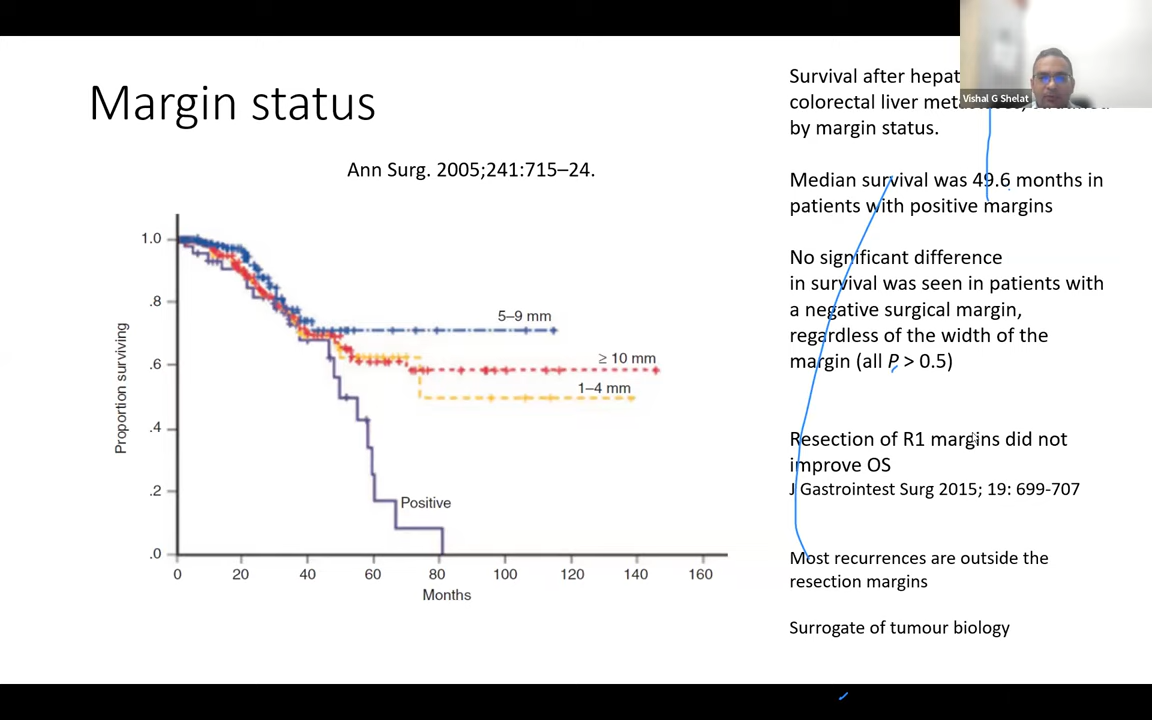 Margin status
Ann Surg. 2005;241:715–24.
1.0
.8
.6
.4
.2
.0
Proportion surviving
0 20 40 60 80 100 120 140 160
Months
5–9 mm
≥ 10 mm
1–4 mm
Positive
Survival after hepat
colorectal liver
by margin status.
Median survival was 49.6 months in
patients with positive margins
No significant difference
in survival was seen in patients with
a negative surgical margin,
regardless of the width of the
margin (all P > 0.5)
Resection of R1 margins did not
improve OS
J Gastrointest Surg 2015; 19: 699-707
Most recurrences are outside the
resection margins
Surrogate of tumour biology
Vishal G Shelat